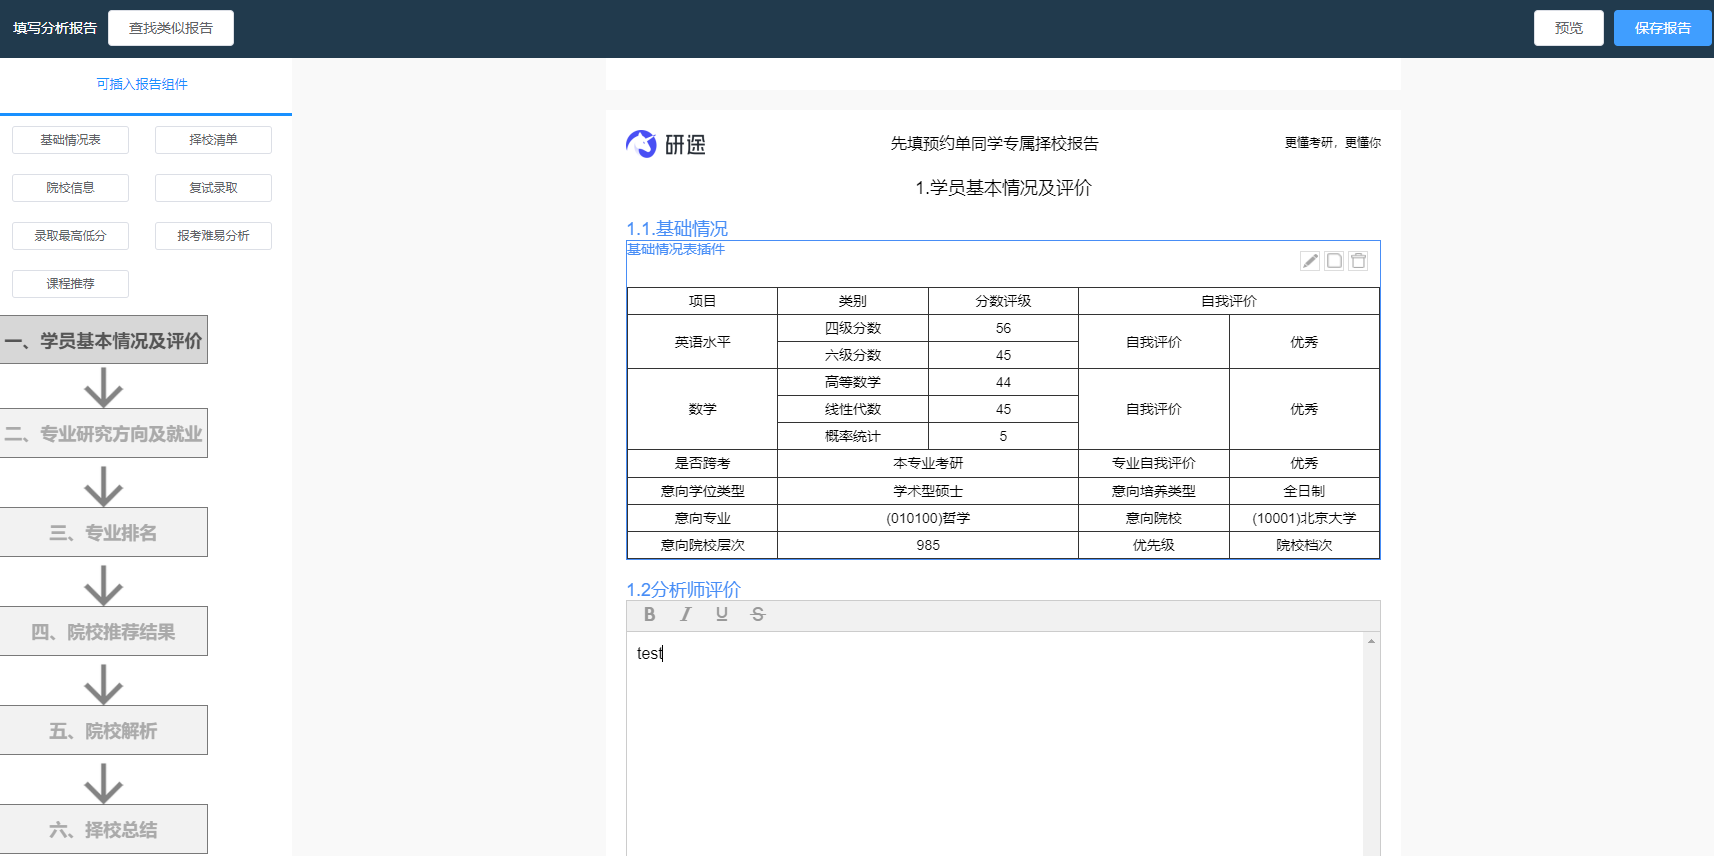 填写分析报告 查找类似报告 预览 保存报告
可插入报告组件
基础情况表 择校清单
院校信息 复试录取
录取最高低分 报考难易分析
课程推荐
一、学员基本情况及评价
二、专业研究方向及就业
三、专业排名
四、院校推荐结果
五、院校解析
六、择校总结
研途 先填预约单同学专属择校报告 更懂考研，更懂你
1.学员基本情况及评价
1.1.基础情况
基础情况表插件
项目 类别 分数评级 自我评价
英语水平 四级分数 56 自我评价 优秀
六级分数 45
数学 高等数学 44 自我评价 优秀
线性代数 45
概率统计 5
是否跨考 本专业考研 专业自我评价 优秀
意向学位类型 学术型硕士 意向培养类型 全日制
意向专业 (010100)哲学 意向院校 (10001)北京大学
意向院校层次 985 优先级 院校档次
1.2分析师评价
B I U S
test